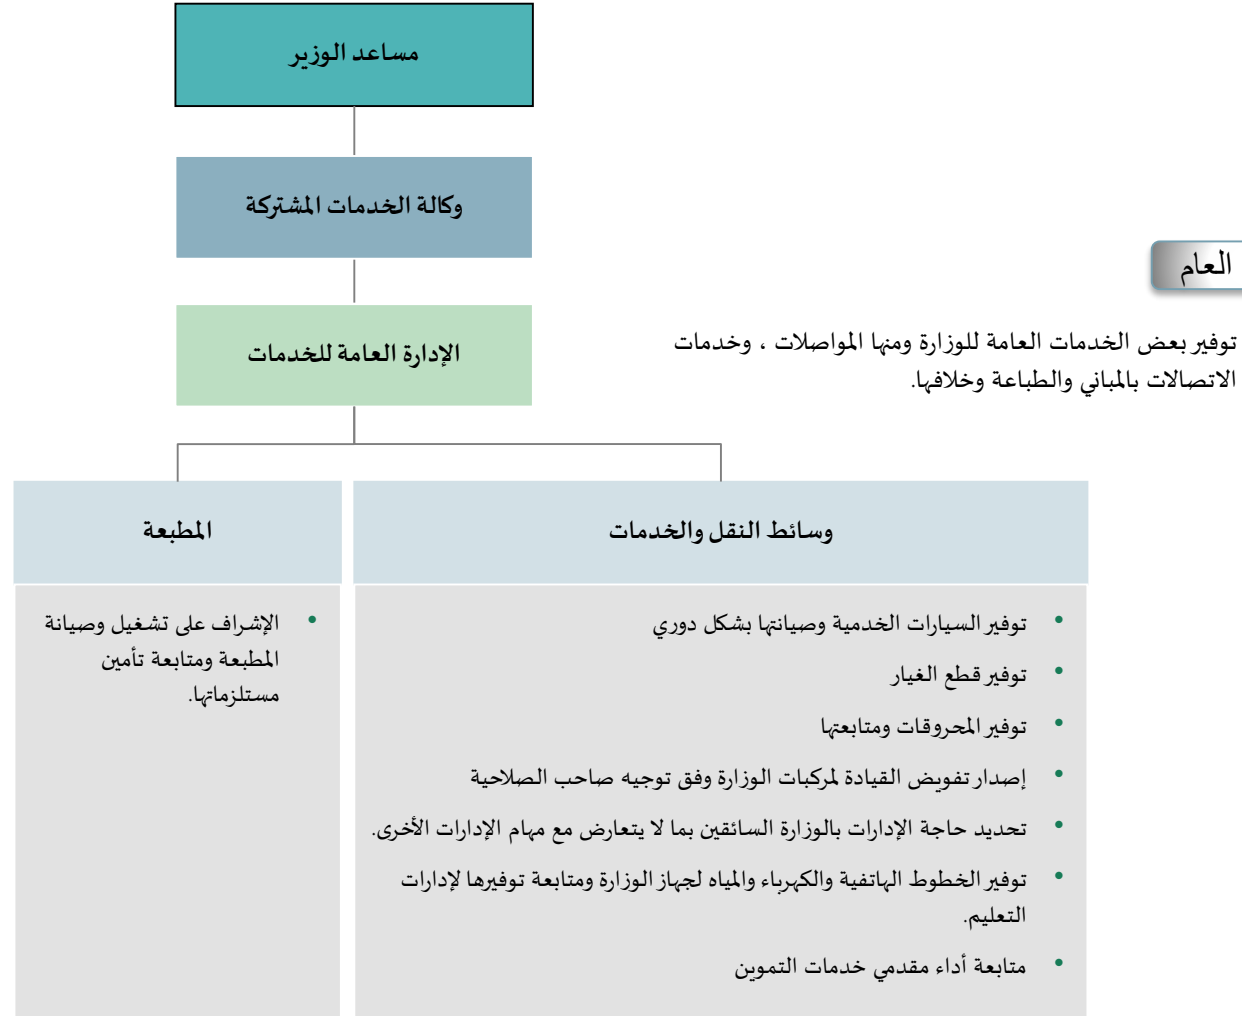 مساعد الوزير
وكالة الخدمات المشتركة
العام
الإدارة العامة للخدمات
توفير بعض الخدمات العامة للوزارة ومنها المواصلات ، وخدمات
الاتصالات بالمباني والطباعة وخلافها.
وسائط النقل والخدمات
• توفير السيارات الخدمية وصيانتها بشكل دوري
• توفير قطع الغيار
• توفير المحروقات ومتابعتها
• إصدار تفويض القيادة لمركبات الوزارة وفق توجيه صاحب الصلاحية
• تحديد حاجة الإدارات بالوزارة السائقين بما لا يتعارض مع مهام الإدارات الأخرى.
• توفير الخطوط الهاتفية والكهرباء والمياه لجهاز الوزارة ومتابعة توفيرها لإدارات
التعليم.
• متابعة أداء مقدمي خدمات التموين
المطبعة
• الإشراف على تشغيل وصيانة
المطبعة ومتابعة تأمين
مستلزماتها.